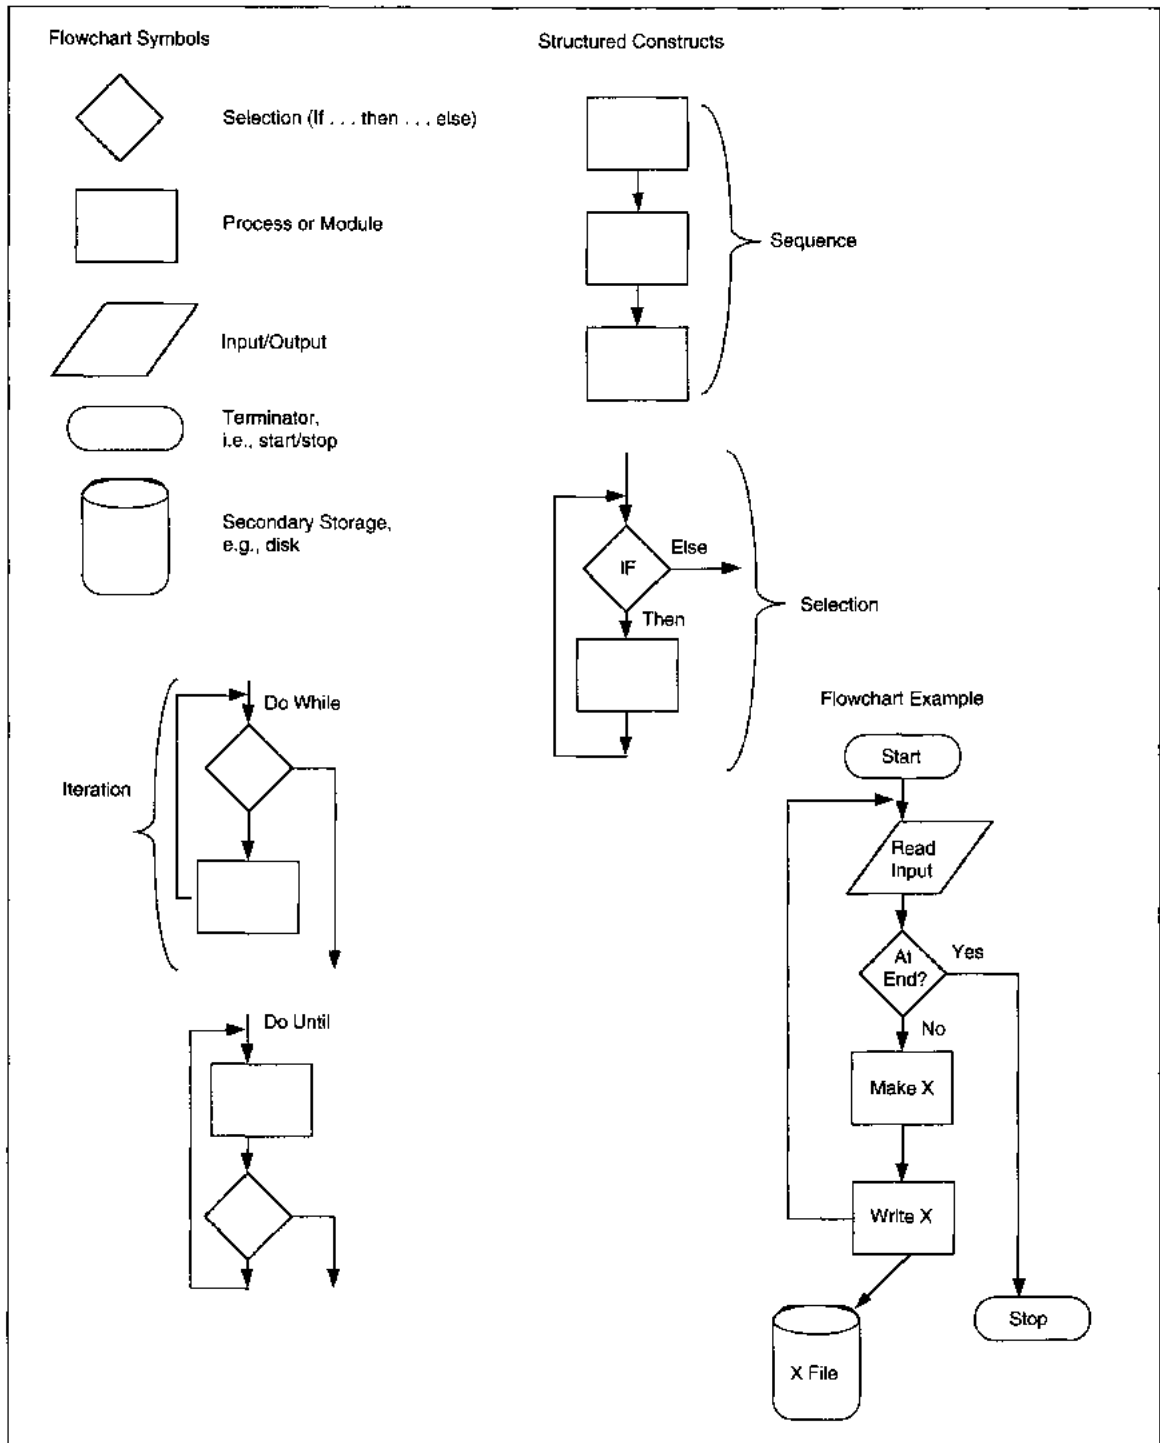 Flowchart Symbols
Selection (If . . . then . . . else)
Process or Module
Input/Output
Terminator,
i.e., start/stop
Secondary Storage,
e.g., disk
Structured Constructs
Sequence
IF
Else
Then
Selection
Iteration
Do While
Do Until
Flowchart Example
Start
Read
Input
At
End?
Yes
No
Make X
Write X
X File
Stop